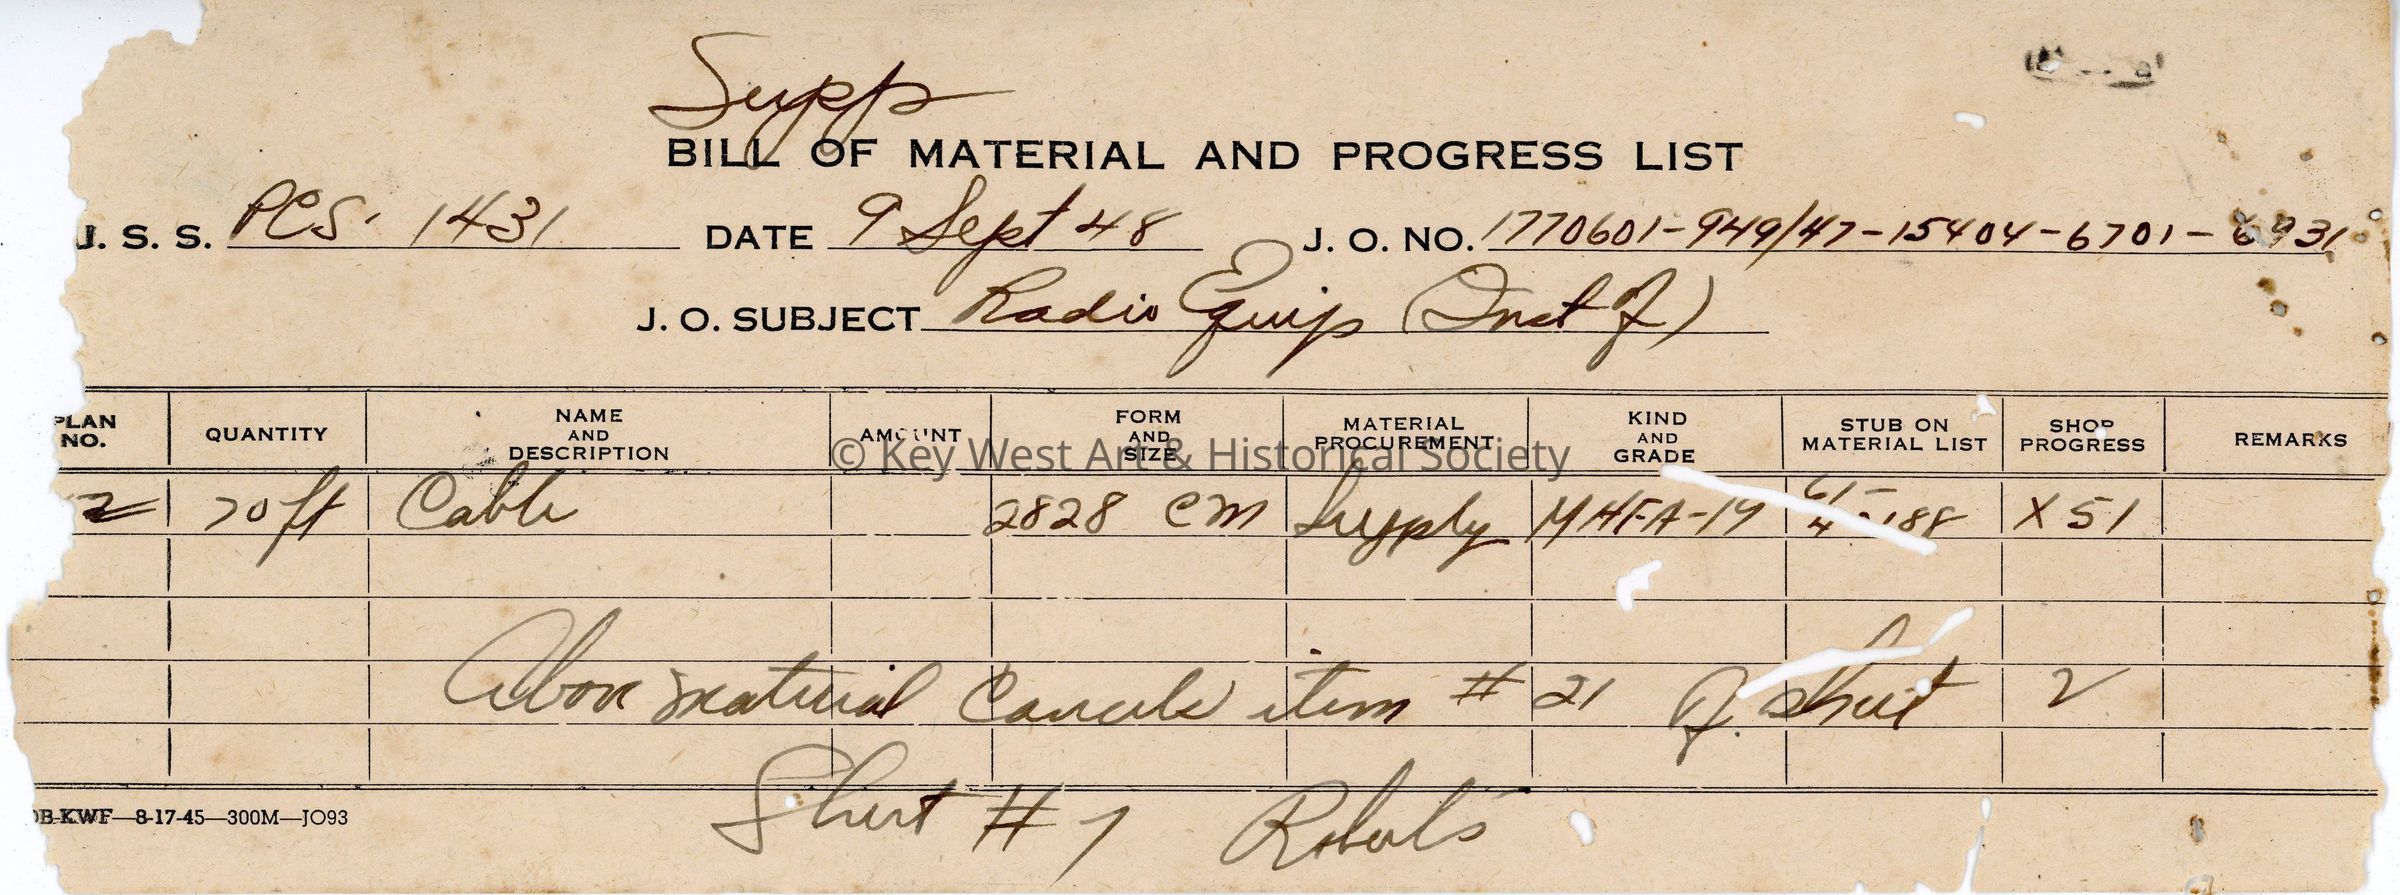 Supp
BILL OF MATERIAL AND PROGRESS LIST
U. S. S. PCS. 1431 DATE 9 Sept 48 J. O. NO. 1770601-949/47-15404-6701-6931
J. O. SUBJECT Radio Equip (Inst of)
PLAN NO. QUANTITY NAME AND DESCRIPTION AMOUNT FORM AND SIZE MATERIAL PROCUREMENT KIND AND GRADE STUB ON MATERIAL LIST SHOP PROGRESS REMARKS
© Key West Art & Historical Society
2 70 ft Cable 2828 CM Supply MHFA-19 X51
Above material cancels item # 21 of sheet 2
Sheet # 7 Roberts
KWF—8-17-45—300M—JO93